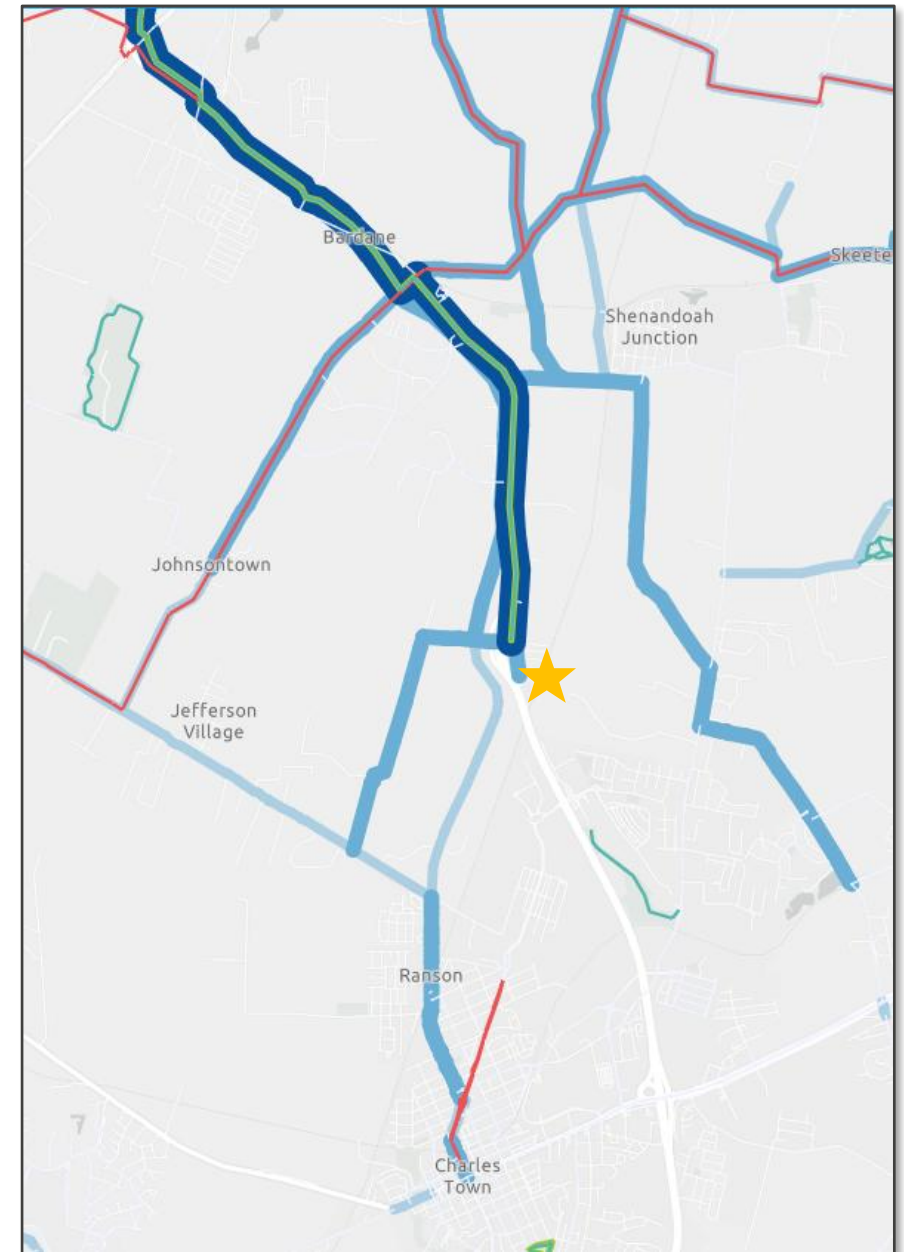 Bardane
Skeete
Shenandoah
Junction
Johnsontown
Jefferson
Village
Ranson
Charles
Town